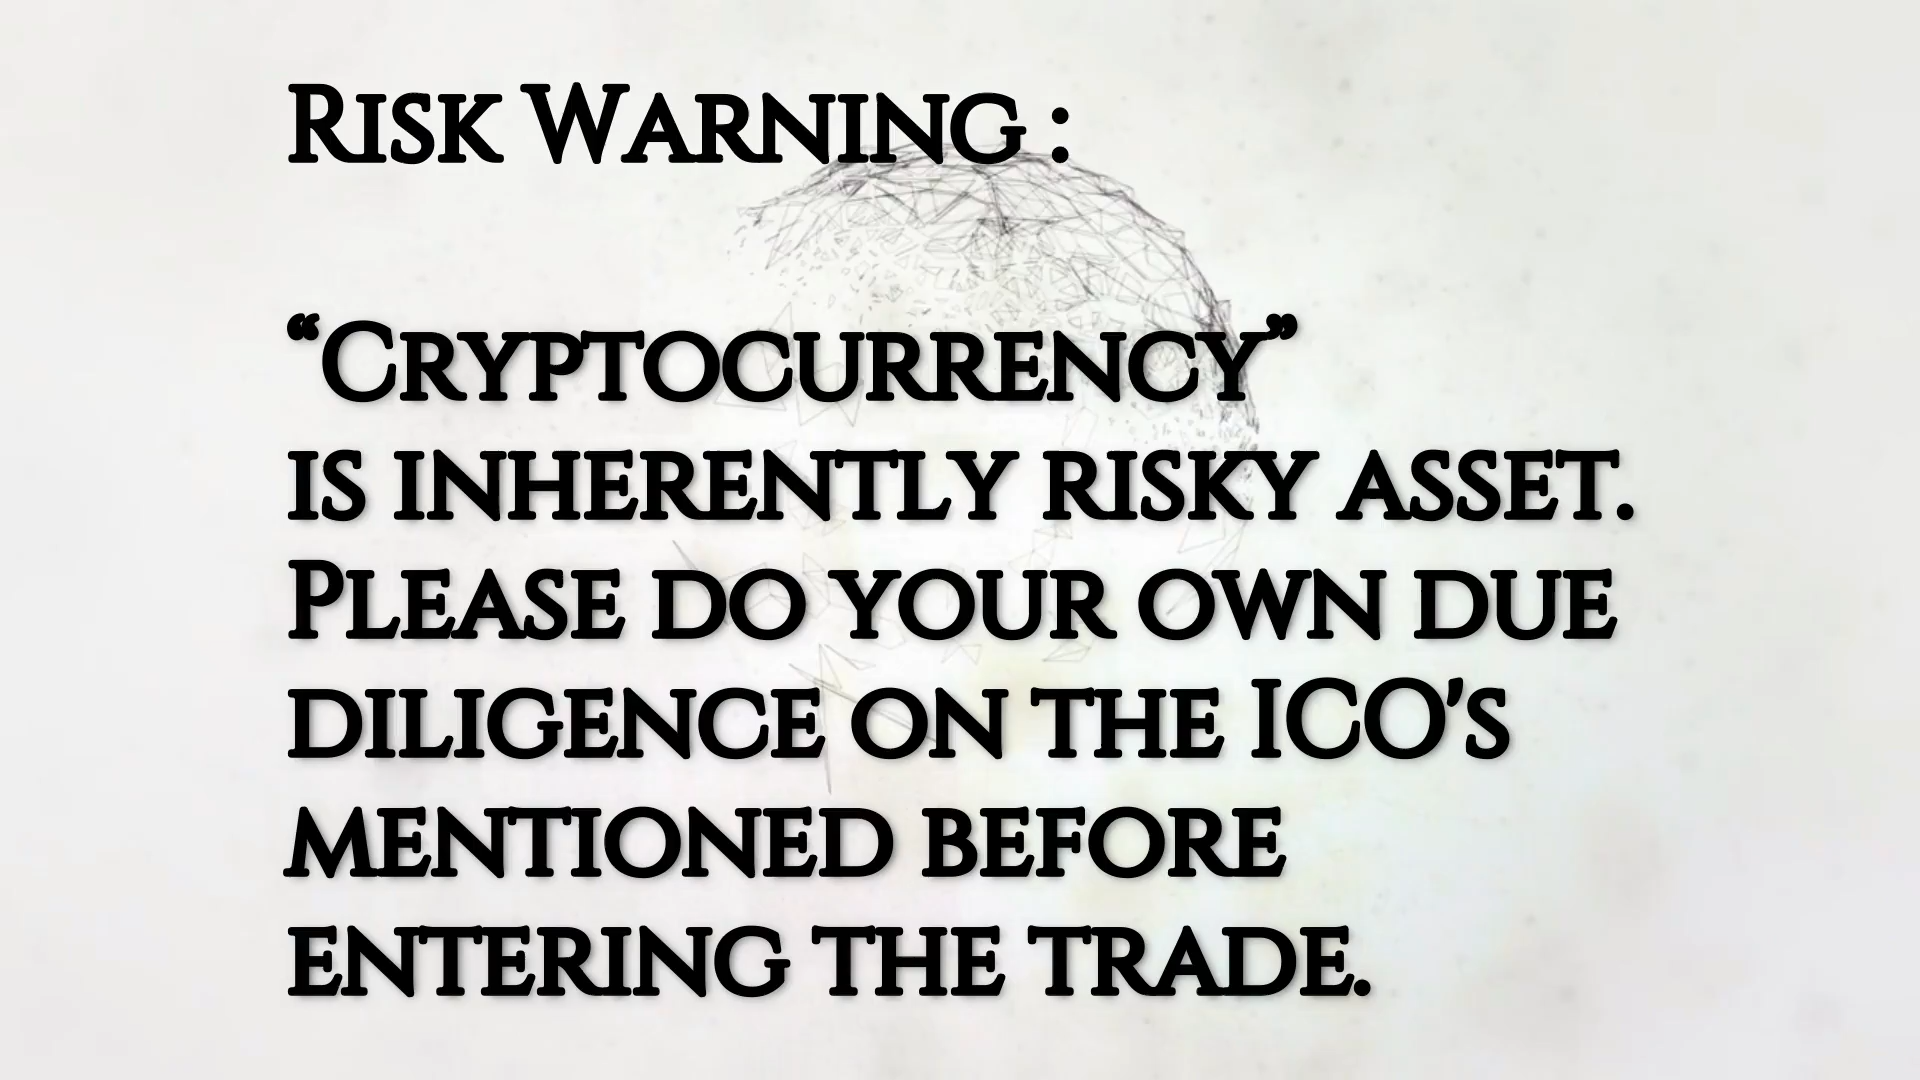 Risk Warning :
“Cryptocurrency”
is inherently risky asset.
Please do your own due
diligence on the ICO's
mentioned before
entering the trade.